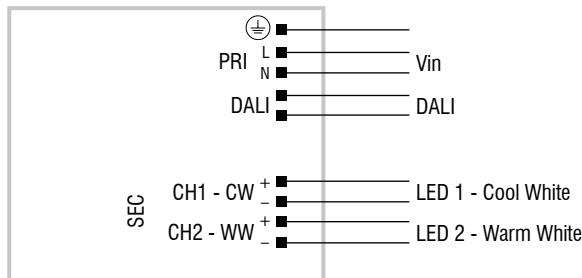 PRI L Vin
N
DALI DALI
SEC
CH1 - CW + LED 1 - Cool White
–
CH2 - WW + LED 2 - Warm White
–